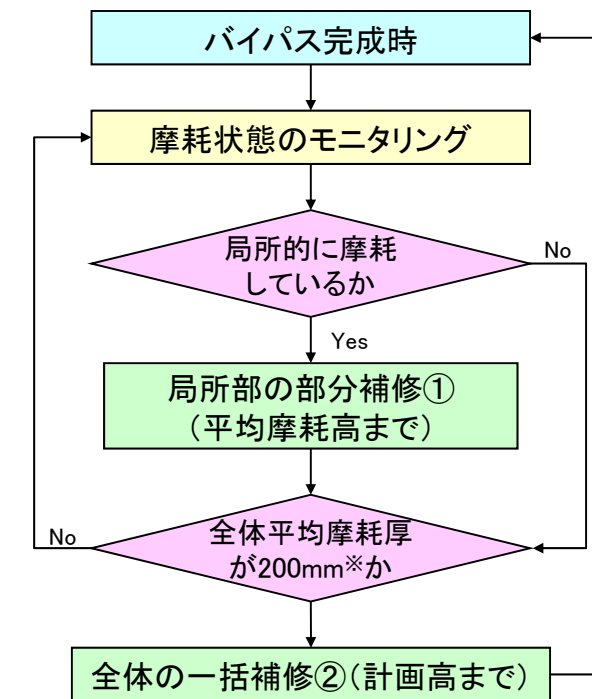 バイパス完成時
摩耗状態のモニタリング
局所的に摩耗
しているか
No
Yes
局所部の部分補修①
（平均摩耗高まで）
全体平均摩耗厚
が200mm※か
No
全体の一括補修②（計画高まで）